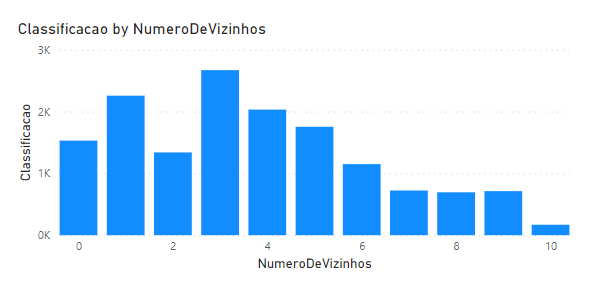 Classificacao by NumeroDeVizinhos
3K
2K
1K
0K
Classificacao
0 2 4 6 8 10
NumeroDeVizinhos